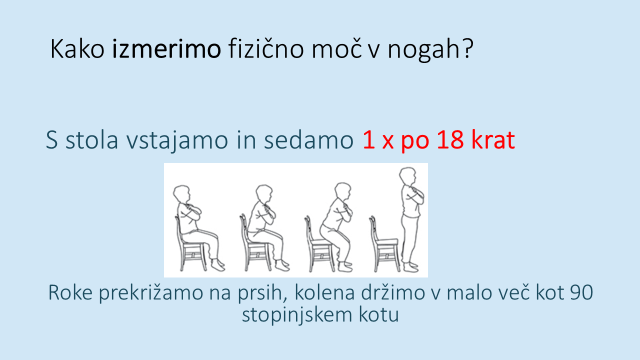 Kako izmerimo fizično moč v nogah?
S stola vstajamo in sedamo 1 x po 18 krat
Roke prekrižamo na prsih, kolena držimo v malo več kot 90
stopinjskem kotu